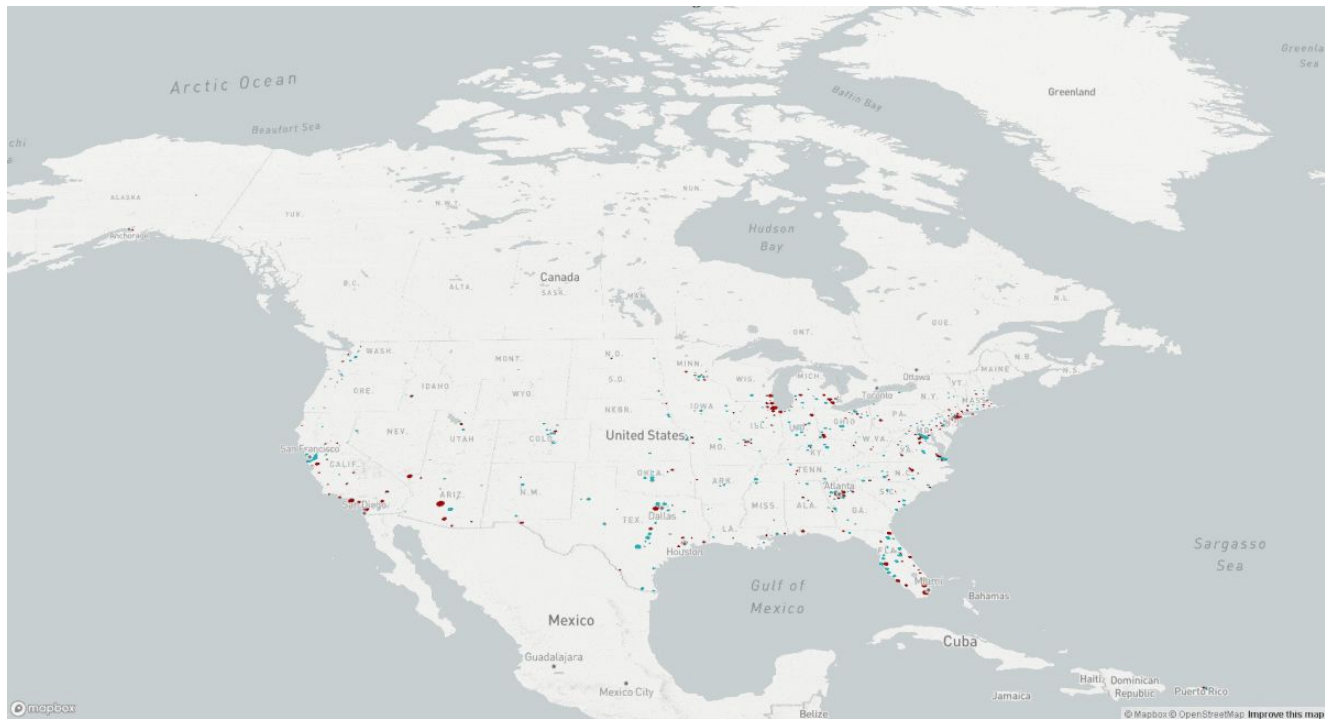 Arctic Ocean
Beaufort Sea
Baffin Bay
Greenland
ALASKA
Anchorage
YUK.
N.W.T.
NUN.
Hudson
Bay
Canada
B.C.
ALTA.
SASK.
MAN.
ONT.
QUE.
N.L.
N.B.
N.S.
WASH.
MONT.
N.D.
MINN.
Ottawa
MAINE
ORE.
IDAHO
WYO.
S.D.
WIS.
MICH.
Toronto
VT.
N.Y.
MASS.
NEBR.
IOWA
NEV.
UTAH
COLO.
United States
ILL.
IND.
OHIO
PA.
San Francisco
CALIF.
MO.
KY.
W.VA.
VA.
MD.
San Diego
ARIZ.
N.M.
OKLA.
ARK.
TENN.
N.C.
Atlanta
S.C.
TEX.
Dallas
MISS.
ALA.
GA.
LA.
Houston
FLA.
Miami
Gulf of
Mexico
Bahamas
Sargasso
Sea
Mexico
Cuba
Guadalajara
Mexico City
Haiti
Dominican
Republic
Puerto Rico
Jamaica
Belize
mapbox
© Mapbox © OpenStreetMap Improve this map